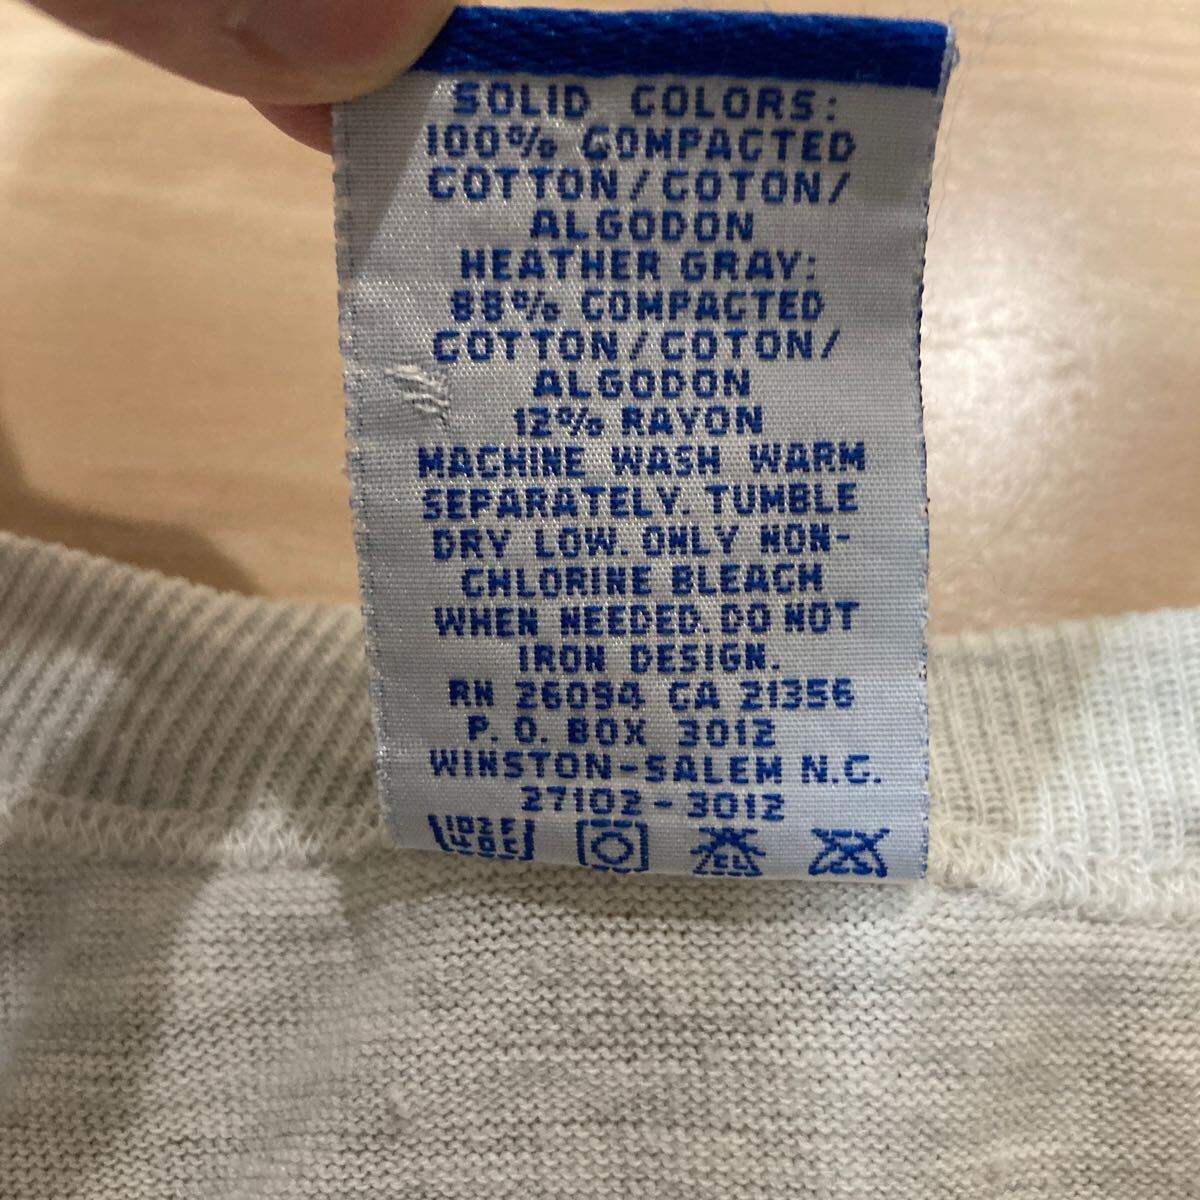 SOLID COLORS:
100% COMPACTED
COTTON/COTON/
ALGODON
HEATHER GRAY:
88% COMPACTED
COTTON/COTON/
ALGODON
12% RAYON
MACHINE WASH WARM
SEPARATELY. TUMBLE
DRY LOW. ONLY NON-
CHLORINE BLEACH
WHEN NEEDED. DO NOT
IRON DESIGN.
RN 26094 CA 21356
P.O. BOX 3012
WINSTON-SALEM N.C.
27102-3012
CL